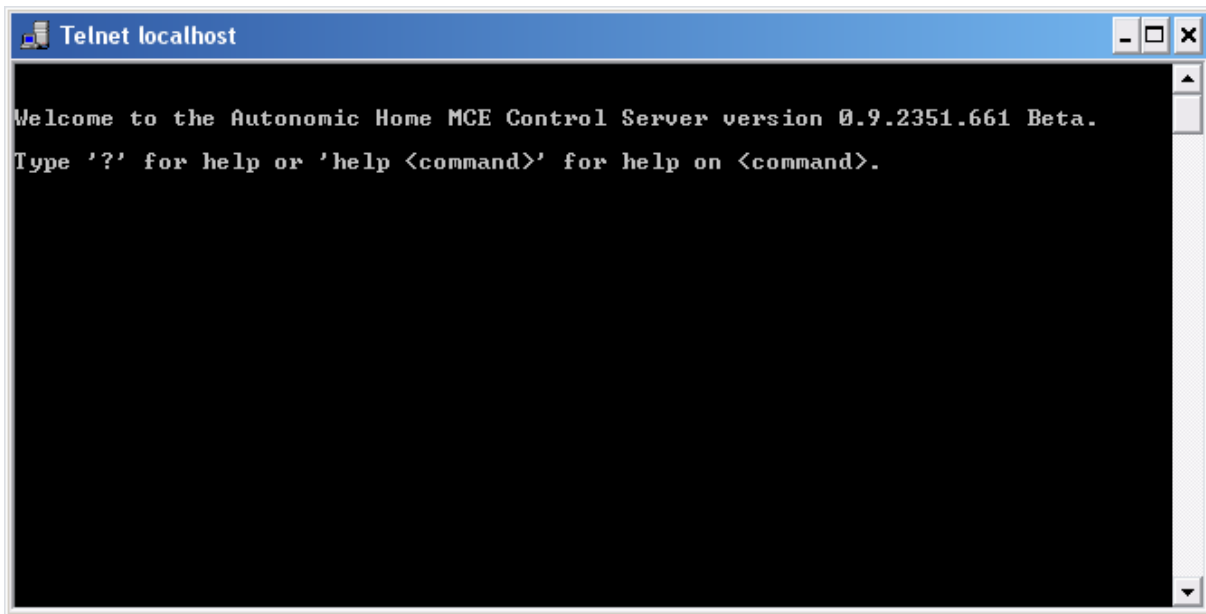 Telnet localhost
Welcome to the Autonomic Home MCE Control Server version 0.9.2351.661 Beta.
Type '?' for help or 'help <command>' for help on <command>.